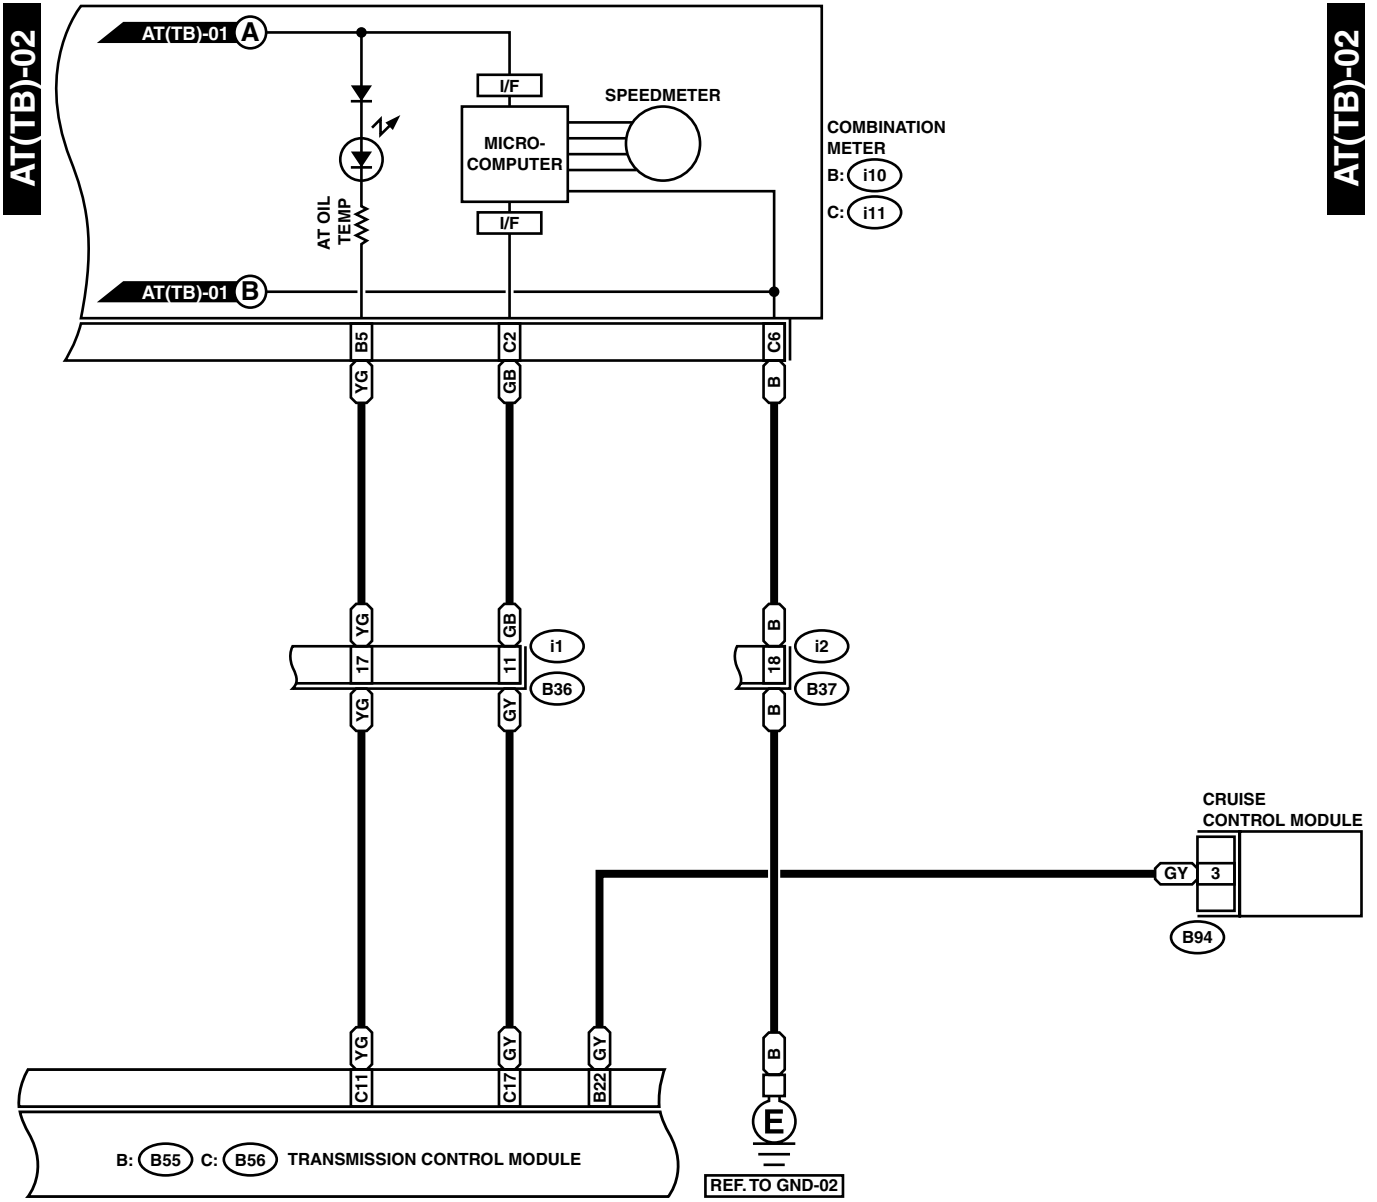 AT(TB)-02
AT(TB)-02
AT(TB)-01 A
I/F
SPEEDMETER
MICRO-
COMPUTER
COMBINATION
METER
B: i10
C: i11
AT OIL
TEMP
I/F
AT(TB)-01 B
B5
C2
C6
YG
GB
B
YG
GB
B
17
11
i1
18
i2
B36
B37
YG
GY
B
CRUISE
CONTROL MODULE
GY
3
B94
YG
GY
GY
B
C11
C17
B22
E
B: B55 C: B56 TRANSMISSION CONTROL MODULE
REF. TO GND-02